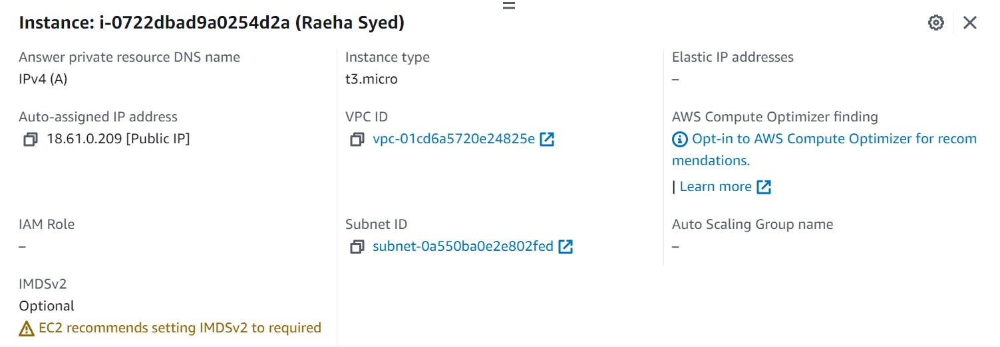 Instance: i-0722dbad9a0254d2a (Raeha Syed)
Answer private resource DNS name
IPv4 (A)
Instance type
t3.micro
Elastic IP addresses
–
Auto-assigned IP address
18.61.0.209 [Public IP]
VPC ID
vpc-01cd6a5720e24825e
AWS Compute Optimizer finding
Opt-in to AWS Compute Optimizer for recom
mendations.
| Learn more
IAM Role
–
Subnet ID
subnet-0a550ba0e2e802fed
Auto Scaling Group name
–
IMDSv2
Optional
EC2 recommends setting IMDSv2 to required